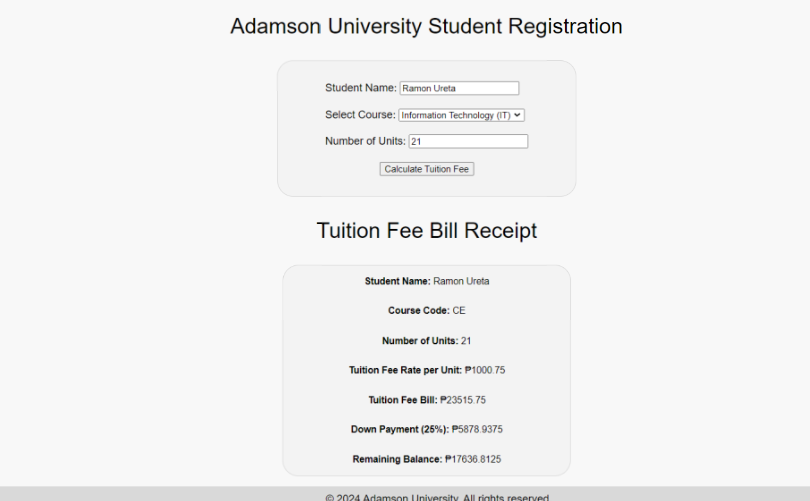 Adamson University Student Registration
Student Name: Ramon Ureta
Select Course: Information Technology (IT)
Number of Units: 21
Calculate Tuition Fee
Tuition Fee Bill Receipt
Student Name: Ramon Ureta
Course Code: CE
Number of Units: 21
Tuition Fee Rate per Unit: ₱1000.75
Tuition Fee Bill: ₱23515.75
Down Payment (25%): ₱5878.9375
Remaining Balance: ₱17636.8125
© 2024 Adamson University. All rights reserved.